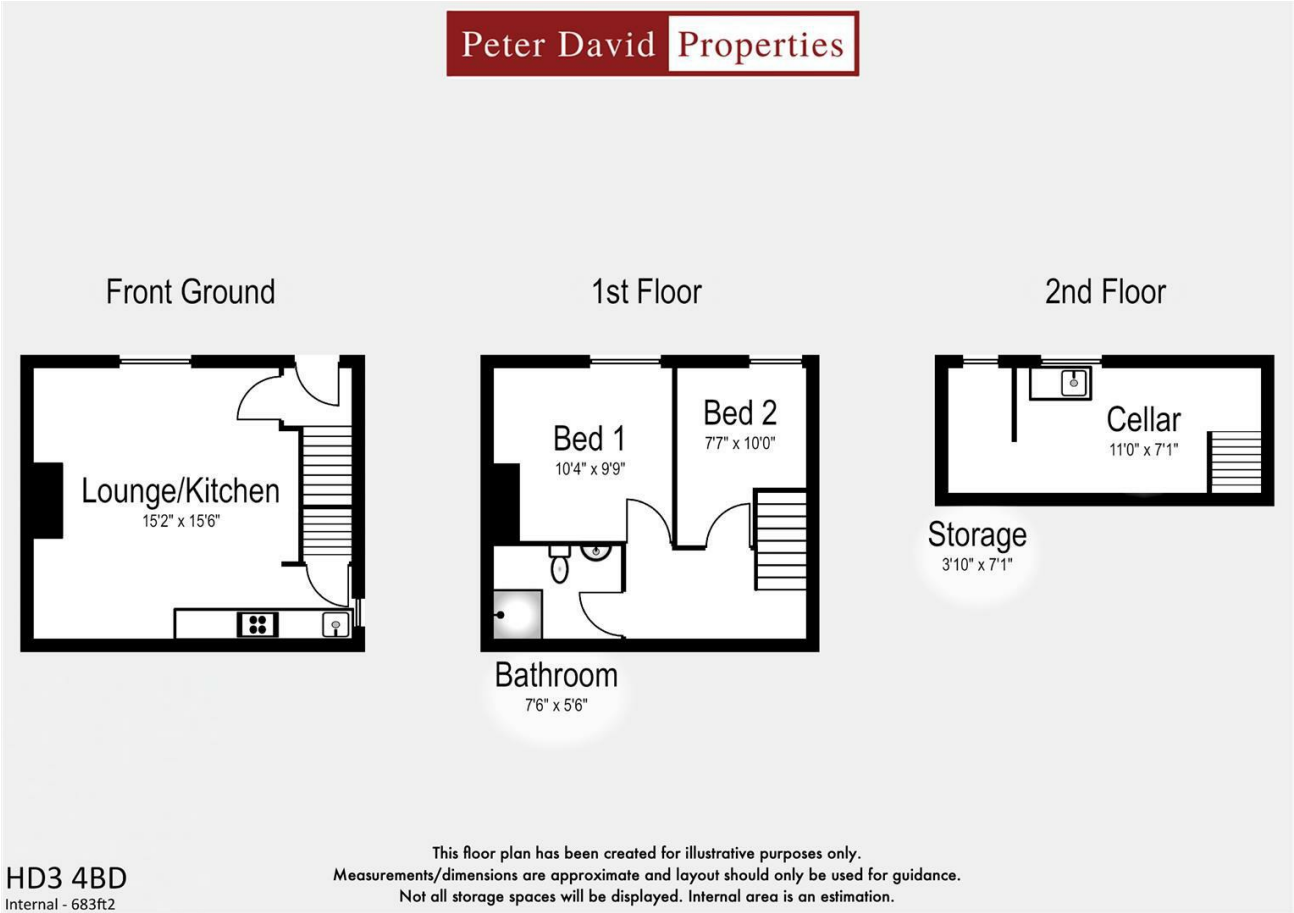 Peter David Properties
Front Ground
1st Floor
2nd Floor
Lounge/Kitchen
15'2" x 15'6"
Bed 1
10'4" x 9'9"
Bed 2
7'7" x 10'0"
Bathroom
7'6" x 5'6"
Cellar
11'0" x 7'1"
Storage
3'10" x 7'1"
This floor plan has been created for illustrative purposes only.
Measurements/dimensions are approximate and layout should only be used for guidance.
Not all storage spaces will be displayed. Internal area is an estimation.
HD3 4BD
Internal - 683ft2